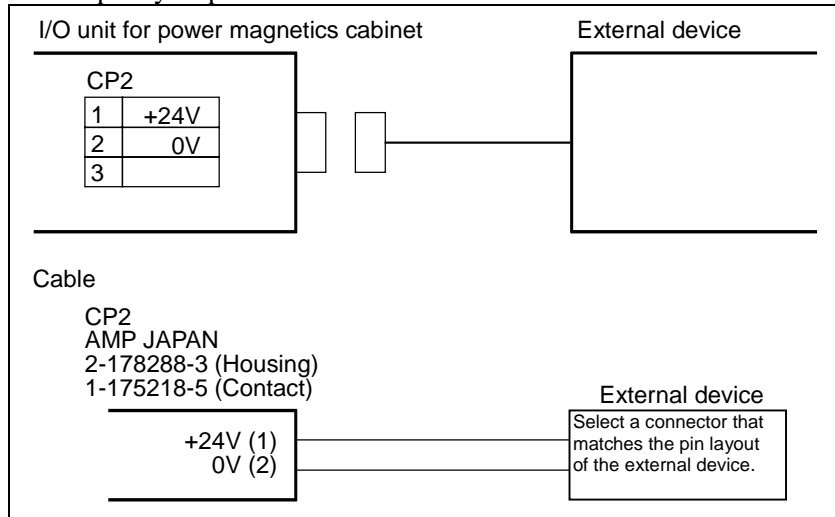 I/O unit for power magnetics cabinet
External device
CP2
1 +24V
2 0V
3
Cable
CP2
AMP JAPAN
2-178288-3 (Housing)
1-175218-5 (Contact)
External device
+24V (1)
0V (2)
Select a connector that
matches the pin layout
of the external device.